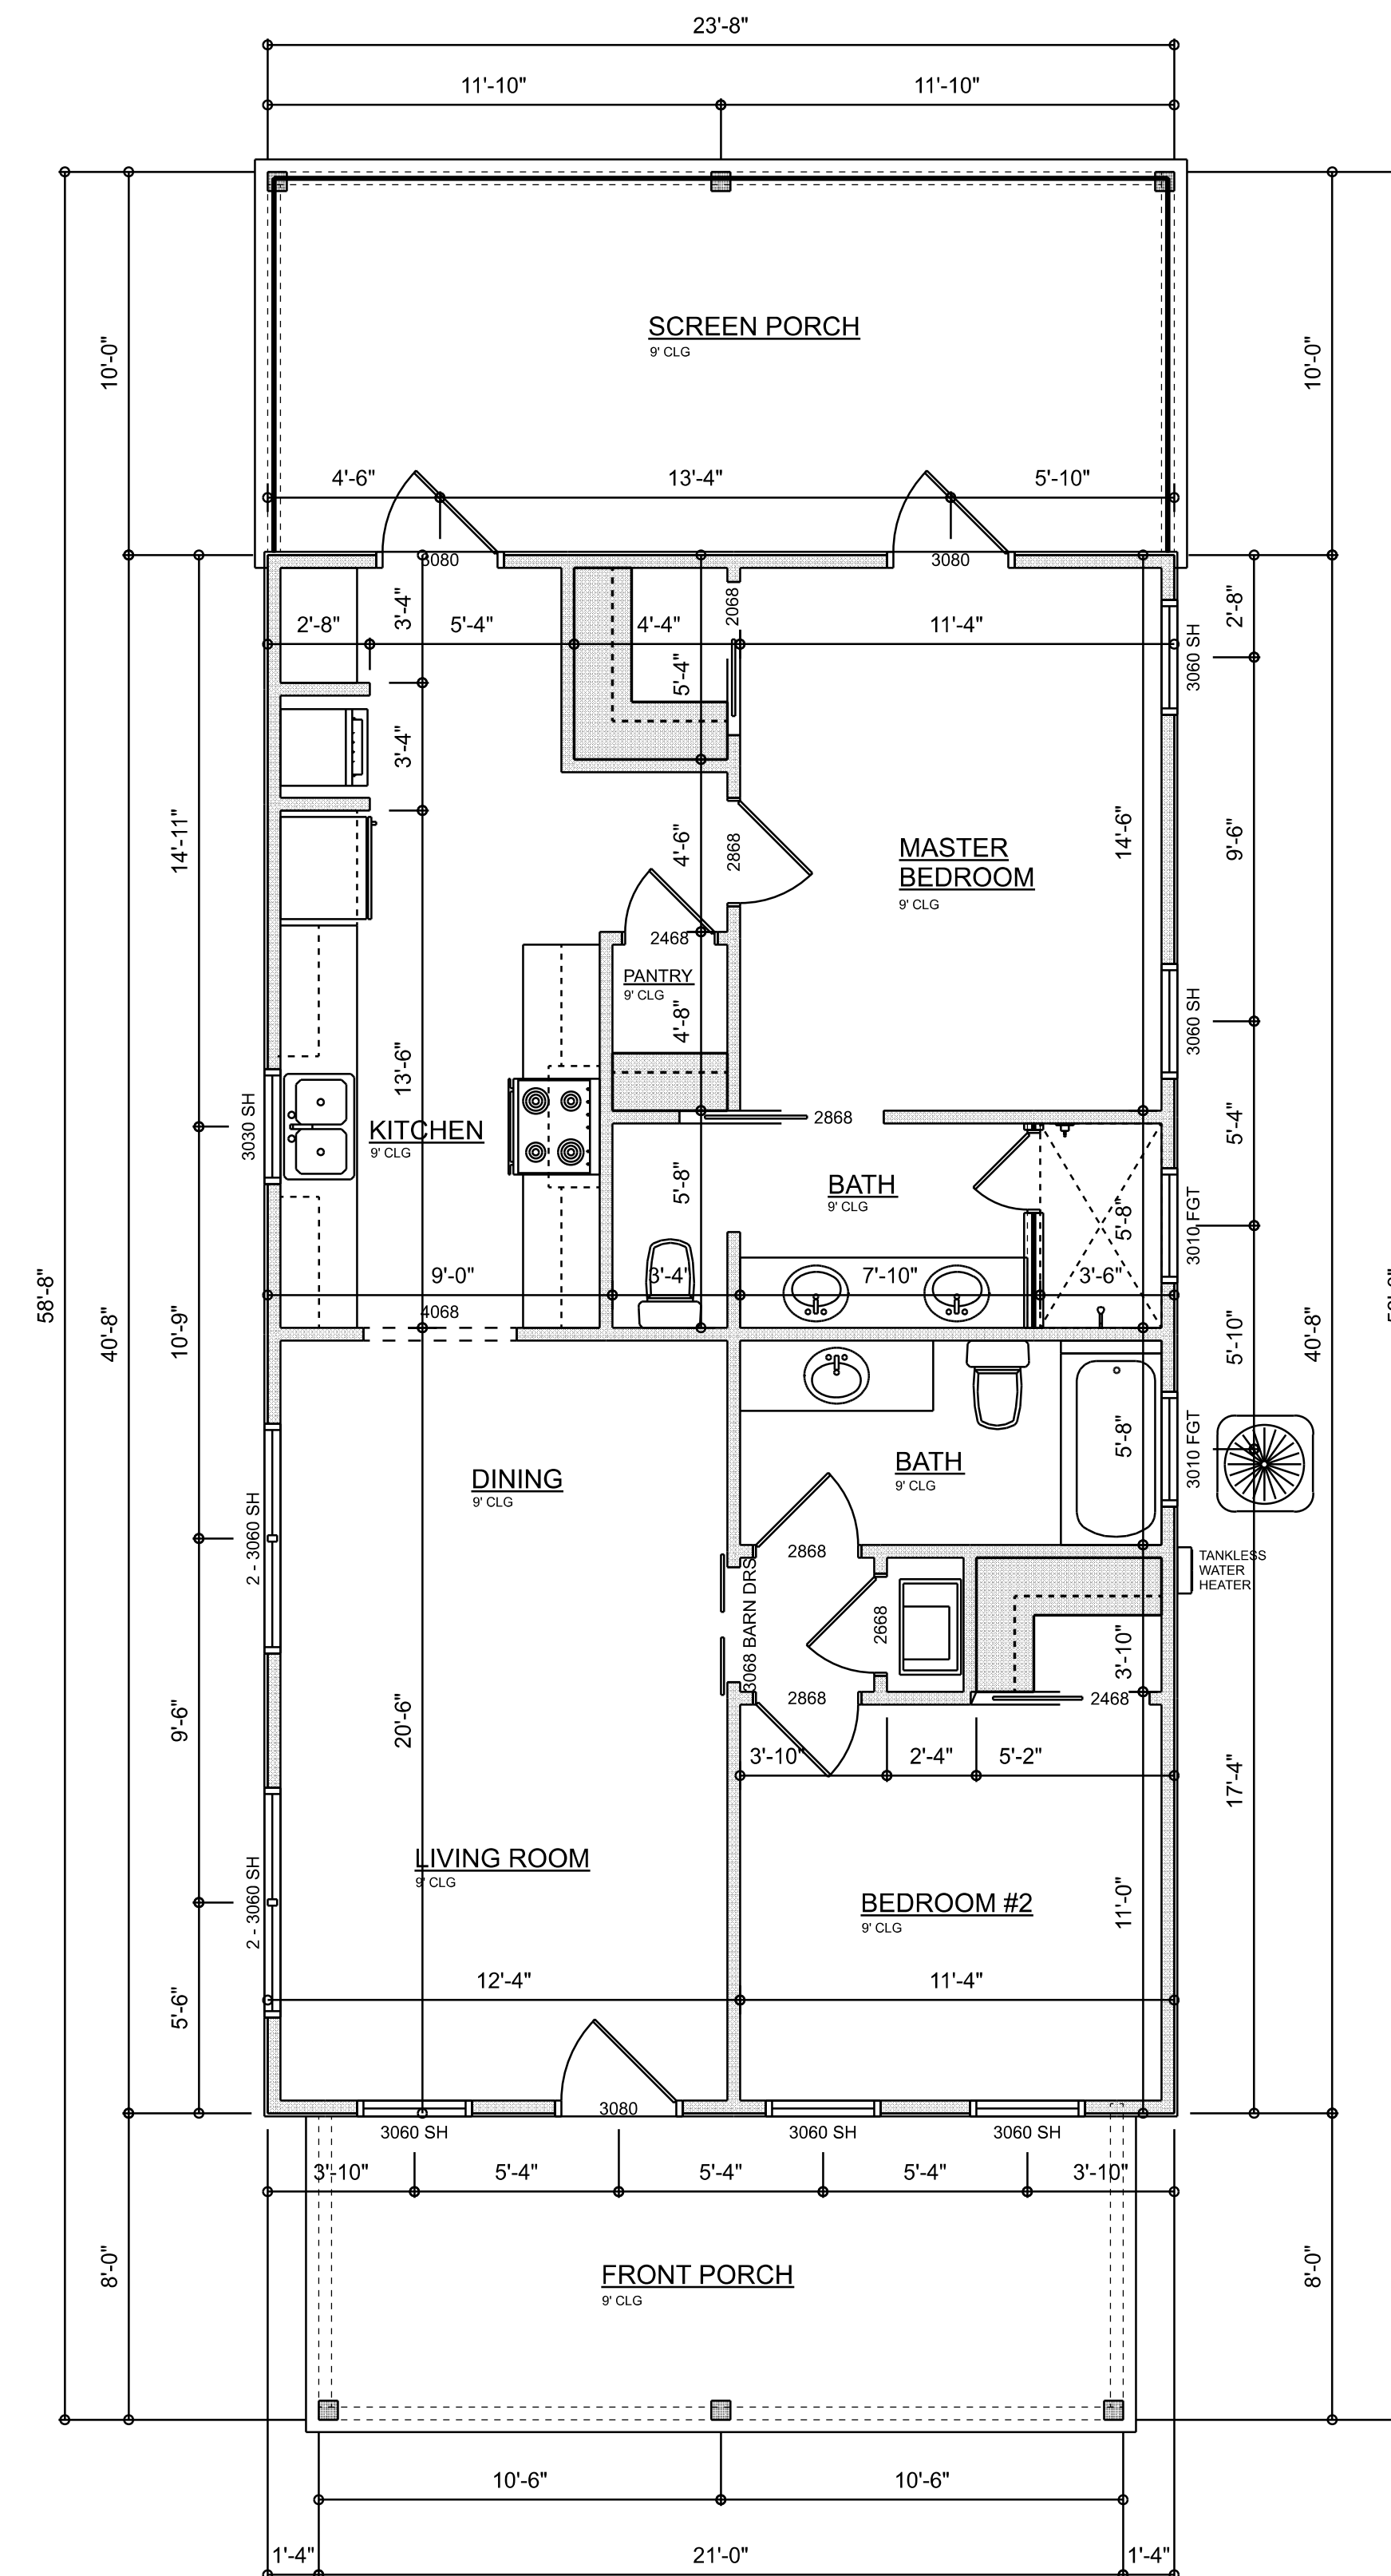 23'-8"
11'-10"
11'-10"
SCREEN PORCH
9' CLG
10'-0"
10'-0"
4'-6"
13'-4"
5'-10"
3080
3080
2'-8"
3'-4"
5'-4"
4'-4"
2068
11'-4"
3060 SH
2'-8"
5'-4"
3'-4"
14'-11"
4'-6"
2868
MASTER
BEDROOM
9' CLG
14'-6"
9'-6"
2468
PANTRY
9' CLG
4'-8"
3060 SH
13'-6"
3030 SH
KITCHEN
9' CLG
2868
5'-4"
BATH
9' CLG
5'-8"
5'-8"
3010 FGT
58'-8"
40'-8"
10'-9"
9'-0"
3'-4"
7'-10"
3'-6"
4068
5'-10"
40'-8"
DINING
9' CLG
BATH
9' CLG
5'-8"
3010 FGT
2 - 3060 SH
2868
3068 BARN DRS
TANKLESS
WATER
HEATER
2668
3'-10"
2868
2468
9'-6"
20'-6"
3'-10"
2'-4"
5'-2"
17'-4"
LIVING ROOM
9' CLG
2 - 3060 SH
BEDROOM #2
9' CLG
11'-0"
5'-6"
12'-4"
11'-4"
3080
3060 SH
3060 SH
3060 SH
3'-10"
5'-4"
5'-4"
5'-4"
3'-10"
8'-0"
FRONT PORCH
9' CLG
8'-0"
10'-6"
10'-6"
1'-4"
21'-0"
1'-4"